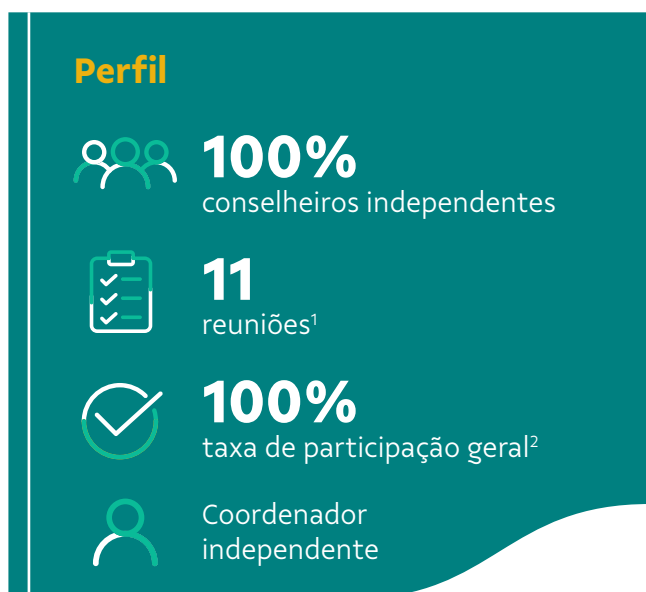 Perfil
100%
conselheiros independentes
11
reuniões¹
100%
taxa de participação geral²
Coordenador
independente